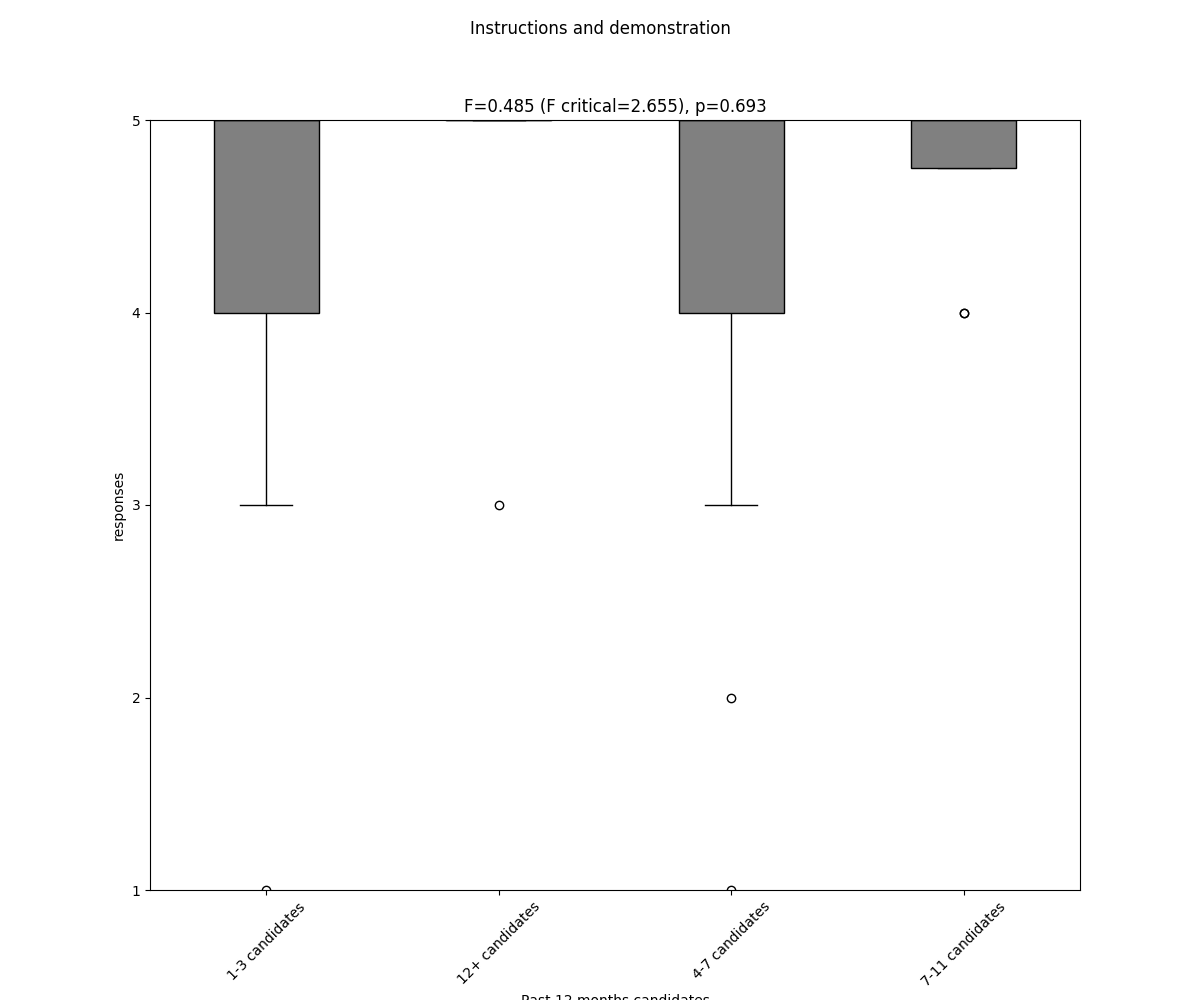 Instructions and demonstration
F=0.485 (F critical=2.655), p=0.693
5
4
3
2
1
responses
1-3 candidates
12+ candidates
4-7 candidates
7-11 candidates
Past 12 months candidates